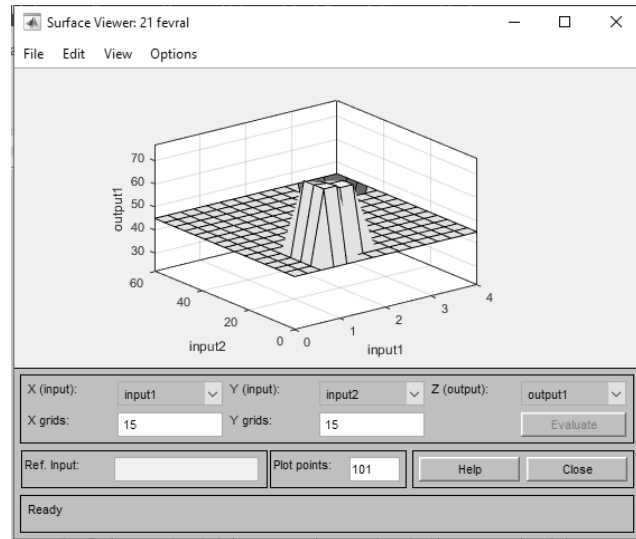 Surface Viewer: 21 fevral
File Edit View Options
70
60
50
40
30
output1
60
40
20
0
input2
0
1
2
3
4
input1
X (input): input1 Y (input): input2 Z (output): output1
X grids: 15 Y grids: 15 Evaluate
Ref. Input: Plot points: 101 Help Close
Ready